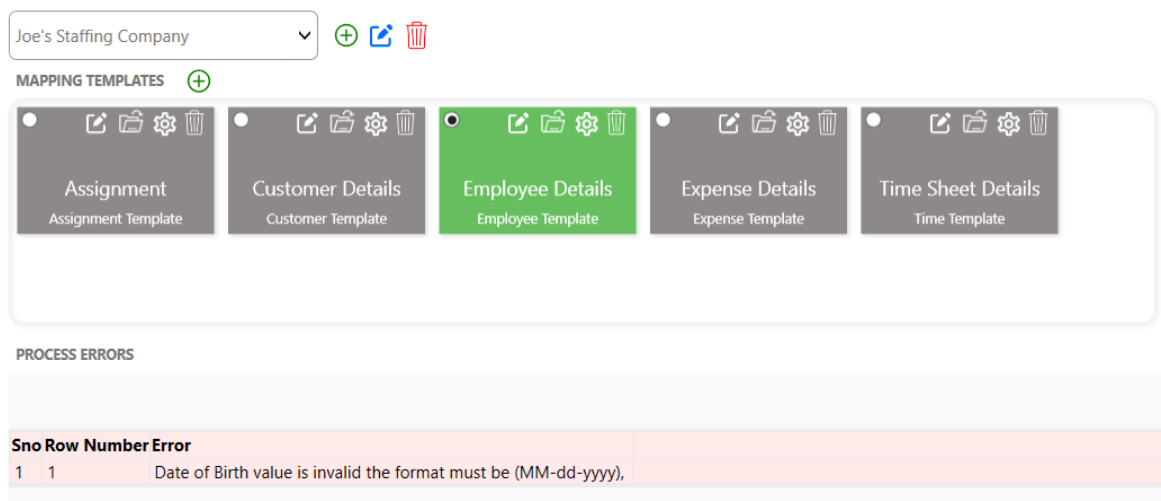 Joe's Staffing Company
MAPPING TEMPLATES
Assignment
Assignment Template
Customer Details
Customer Template
Employee Details
Employee Template
Expense Details
Expense Template
Time Sheet Details
Time Template
PROCESS ERRORS
Sno Row Number Error
1 1 Date of Birth value is invalid the format must be (MM-dd-yyyy),